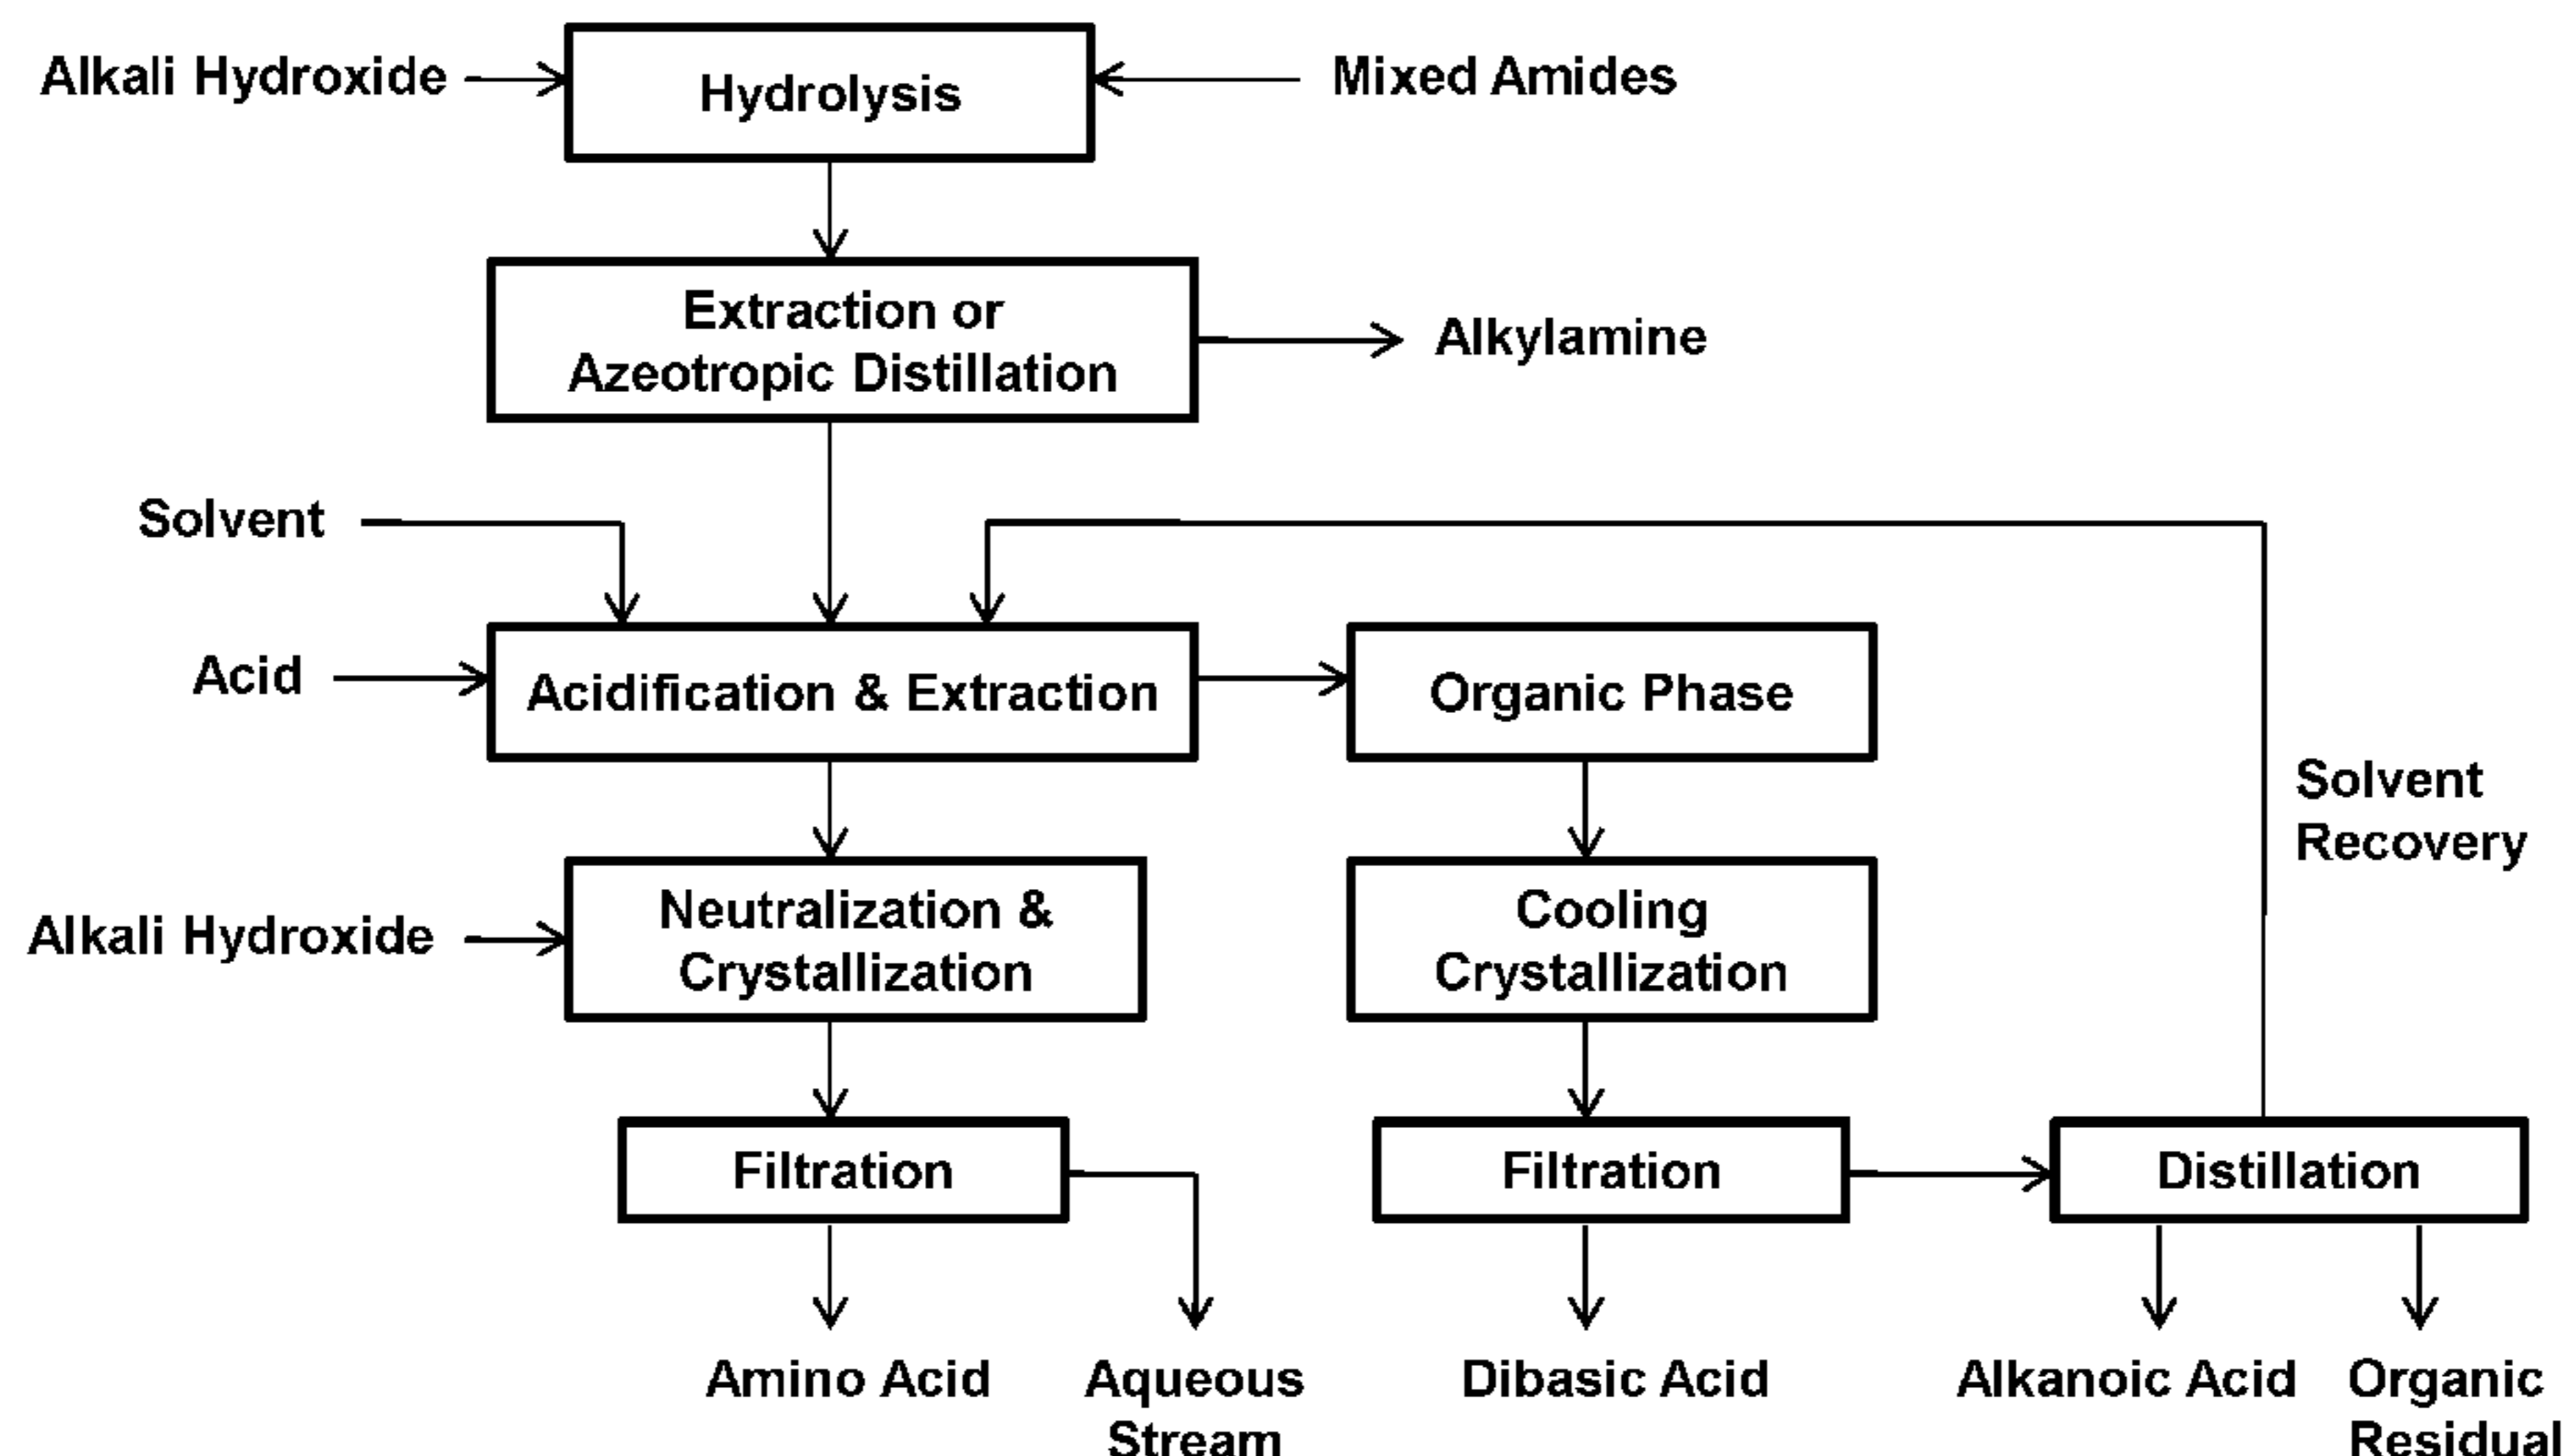 Alkali Hydroxide
Hydrolysis
Mixed Amides
Extraction or
Azeotropic Distillation
Alkylamine
Solvent
Acid
Acidification & Extraction
Organic Phase
Solvent
Recovery
Alkali Hydroxide
Neutralization &
Crystallization
Cooling
Crystallization
Filtration
Filtration
Distillation
Amino Acid
Aqueous
Stream
Dibasic Acid
Alkanoic Acid
Organic
Residual